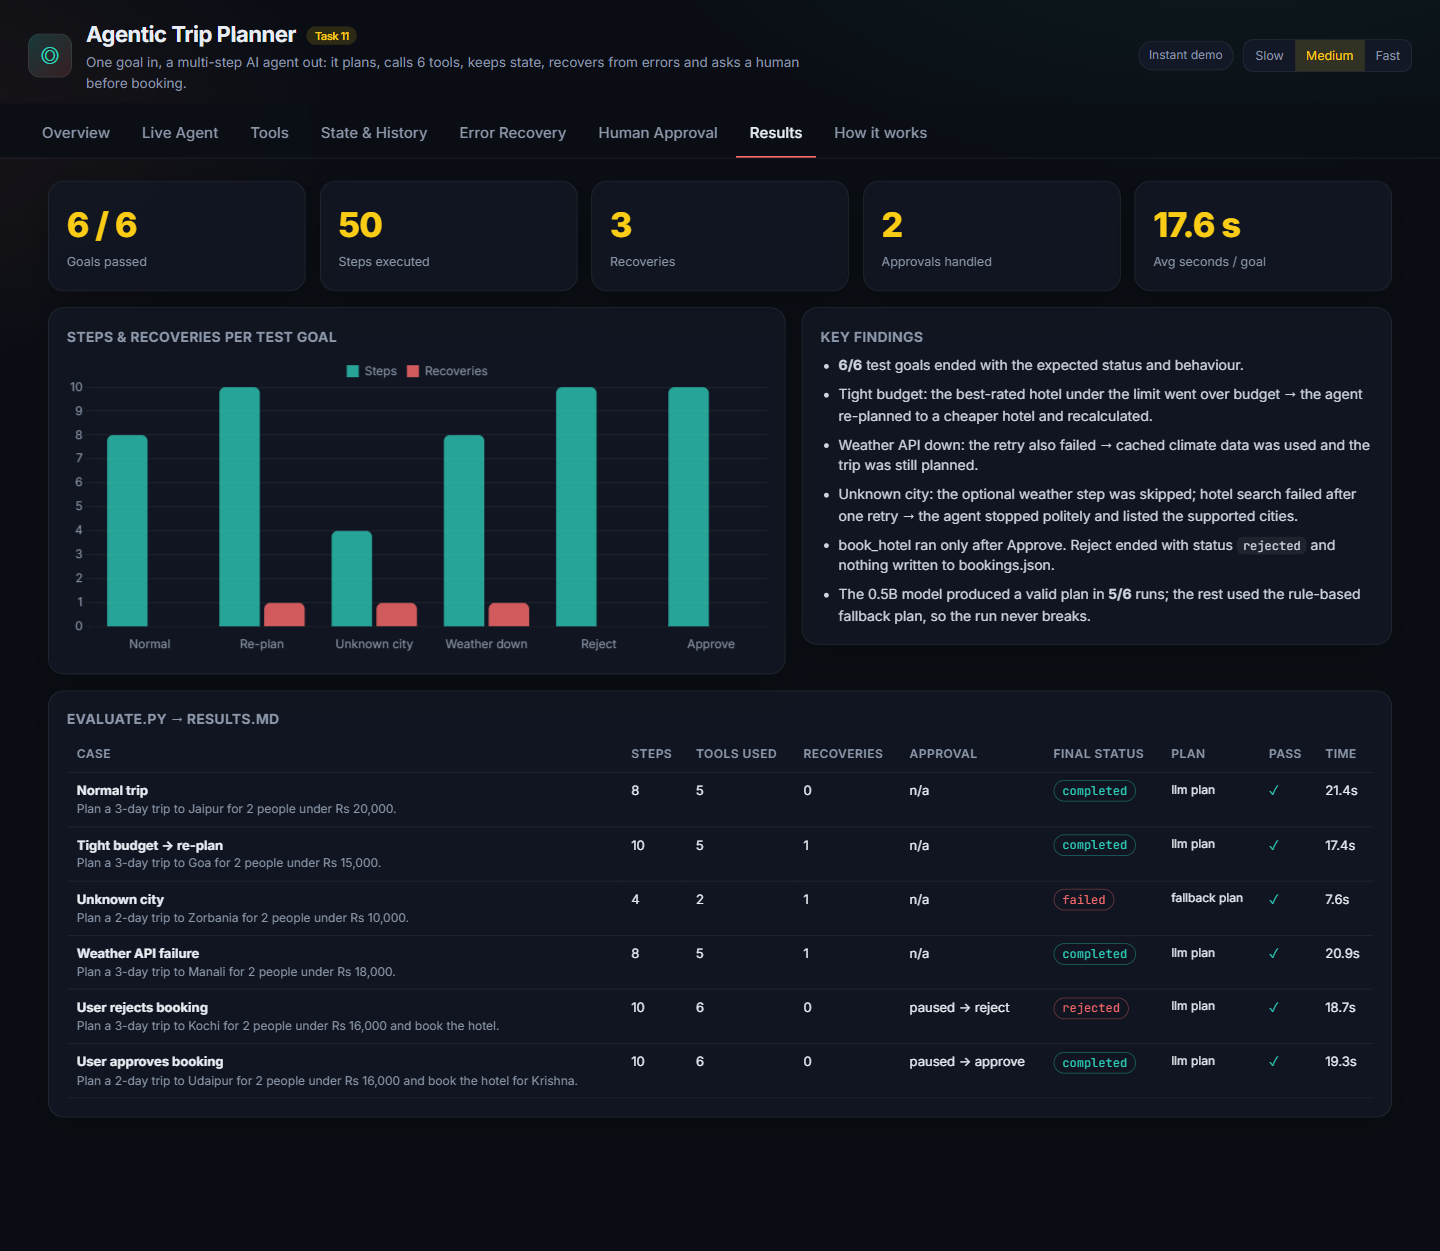 Agentic Trip Planner
Task 11
One goal in, a multi-step AI agent out: it plans, calls 6 tools, keeps state, recovers from errors and asks a human
before booking.
Instant demo
Slow Medium Fast
Overview Live Agent Tools State & History Error Recovery Human Approval Results How it works
6 / 6
Goals passed
50
Steps executed
3
Recoveries
2
Approvals handled
17.6 s
Avg seconds / goal
STEPS & RECOVERIES PER TEST GOAL
Steps Recoveries
10
9
8
7
6
5
4
3
2
1
0
Normal Re-plan Unknown city Weather down Reject Approve
KEY FINDINGS
• 6/6 test goals ended with the expected status and behaviour.
• Tight budget: the best-rated hotel under the limit went over budget → the agent
re-planned to a cheaper hotel and recalculated.
• Weather API down: the retry also failed → cached climate data was used and the
trip was still planned.
• Unknown city: the optional weather step was skipped; hotel search failed after
one retry → the agent stopped politely and listed the supported cities.
• book_hotel ran only after Approve. Reject ended with status rejected and
nothing written to bookings.json.
• The 0.5B model produced a valid plan in 5/6 runs; the rest used the rule-based
fallback plan, so the run never breaks.
EVALUATE.PY → RESULTS.MD
CASE STEPS TOOLS USED RECOVERIES APPROVAL FINAL STATUS PLAN PASS TIME
Normal trip 8 5 0 n/a completed llm plan ✓ 21.4s
Plan a 3-day trip to Jaipur for 2 people under Rs 20,000.
Tight budget → re-plan 10 5 1 n/a completed llm plan ✓ 17.4s
Plan a 3-day trip to Goa for 2 people under Rs 15,000.
Unknown city 4 2 1 n/a failed fallback plan ✓ 7.6s
Plan a 2-day trip to Zorbania for 2 people under Rs 10,000.
Weather API failure 8 5 1 n/a completed llm plan ✓ 20.9s
Plan a 3-day trip to Manali for 2 people under Rs 18,000.
User rejects booking 10 6 0 paused → reject rejected llm plan ✓ 18.7s
Plan a 3-day trip to Kochi for 2 people under Rs 16,000 and book the hotel.
User approves booking 10 6 0 paused → approve completed llm plan ✓ 19.3s
Plan a 2-day trip to Udaipur for 2 people under Rs 16,000 and book the hotel for Krishna.